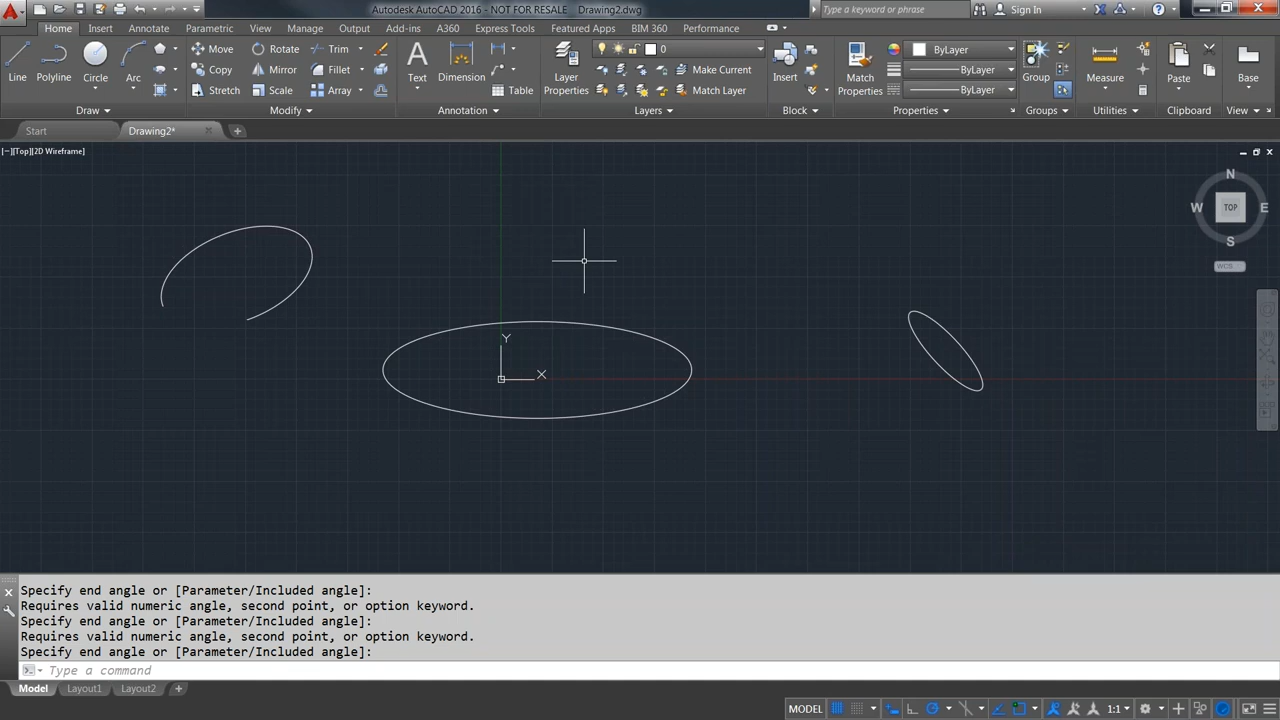 Autodesk AutoCAD 2016 - NOT FOR RESALE Drawing2.dwg
Type a keyword or phrase
Sign In
Home Insert Annotate Parametric View Manage Output Add-ins A360 Express Tools Featured Apps BIM 360 Performance
Line
Polyline
Circle
Arc
Move
Rotate
Trim
Copy
Mirror
Fillet
Stretch
Scale
Array
Text
Dimension
Table
Layer
Properties
0
Make Current
Match Layer
Insert
Match
Properties
ByLayer
ByLayer
ByLayer
Group
Measure
Paste
Base
Draw
Modify
Annotation
Layers
Block
Properties
Groups
Utilities
Clipboard
View
Start
Drawing2*
[−][Top][2D Wireframe]
N
W
TOP
E
S
WCS
Y
X
Specify end angle or [Parameter/Included angle]:
Requires valid numeric angle, second point, or option keyword.
Specify end angle or [Parameter/Included angle]:
Requires valid numeric angle, second point, or option keyword.
Specify end angle or [Parameter/Included angle]:
Type a command
Model Layout1 Layout2
MODEL
1:1